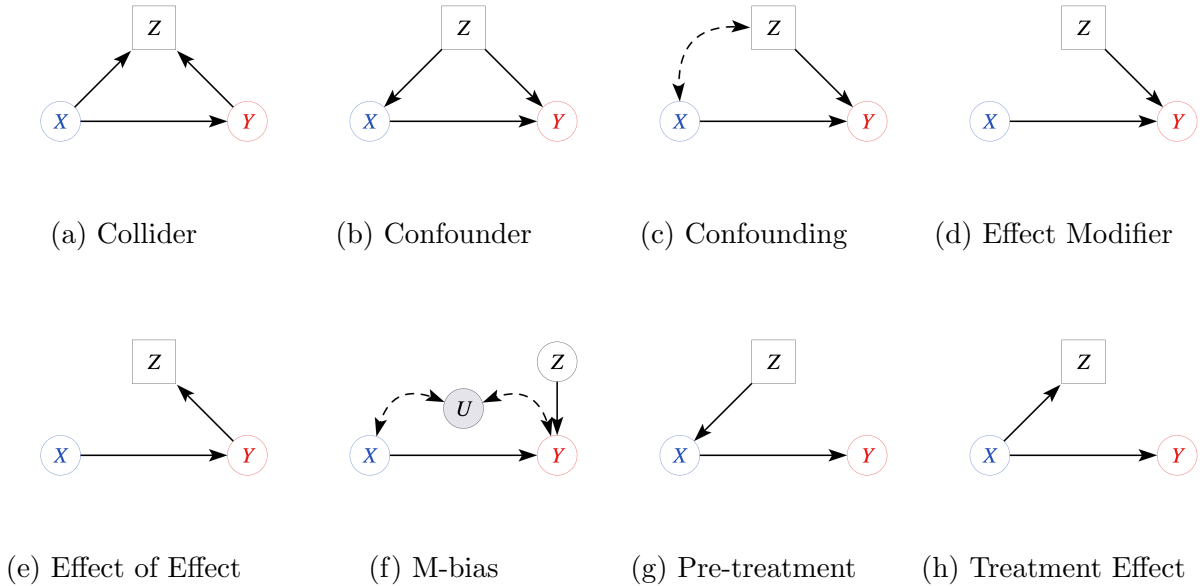 Z Z Z Z
X Y X Y X Y X Y
(a) Collider (b) Confounder (c) Confounding (d) Effect Modifier
Z Z Z Z
U
X Y X Y X Y X Y
(e) Effect of Effect (f) M-bias (g) Pre-treatment (h) Treatment Effect